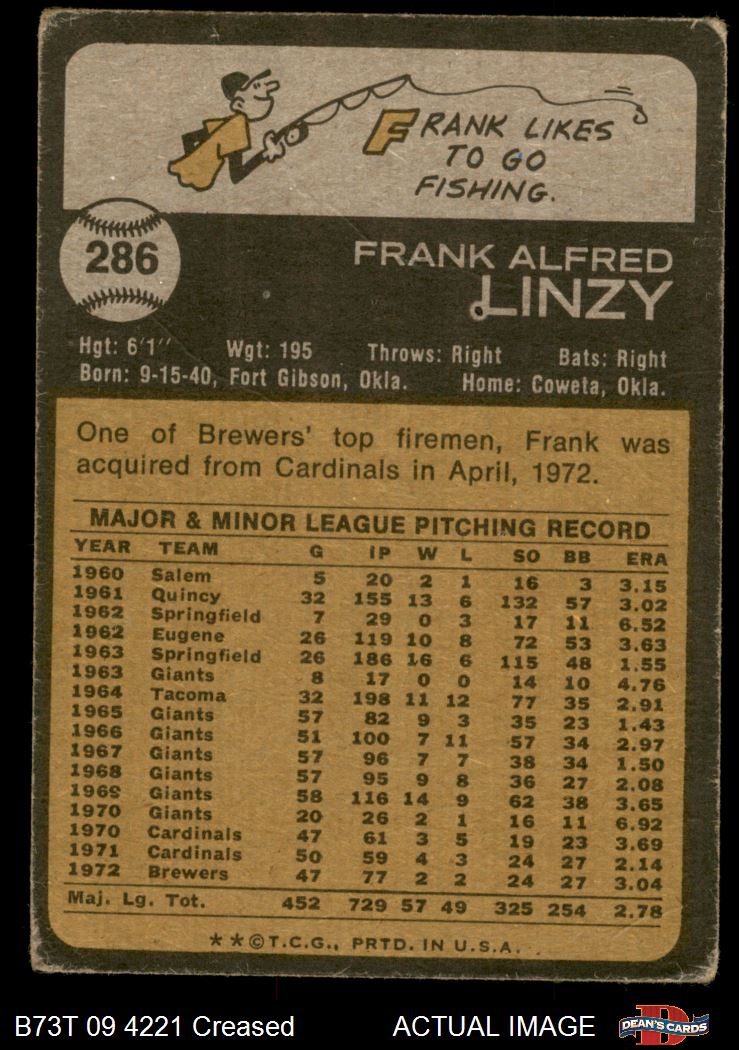 FRANK LIKES
TO GO
FISHING.
286
FRANK ALFRED
LINZY
Hgt: 6'1" Wgt: 195 Throws: Right Bats: Right
Born: 9-15-40, Fort Gibson, Okla. Home: Coweta, Okla.
One of Brewers' top firemen, Frank was
acquired from Cardinals in April, 1972.
MAJOR & MINOR LEAGUE PITCHING RECORD
YEAR TEAM G IP W L SO BB ERA
1960 Salem 5 20 2 1 16 3 3.15
1961 Quincy 32 155 13 6 132 57 3.02
1962 Springfield 7 29 0 3 17 11 6.52
1962 Eugene 26 119 10 8 72 53 3.63
1963 Springfield 26 186 16 6 115 48 1.55
1963 Giants 8 17 0 0 14 10 4.76
1964 Tacoma 32 198 11 12 77 35 2.91
1965 Giants 57 82 9 3 35 23 1.43
1966 Giants 51 100 7 11 57 34 2.97
1967 Giants 57 96 7 7 38 34 1.50
1968 Giants 57 95 9 8 36 27 2.08
1969 Giants 58 116 14 9 62 38 3.65
1970 Giants 20 26 2 1 16 11 6.92
1970 Cardinals 47 61 3 5 19 23 3.69
1971 Cardinals 50 59 4 3 24 27 2.14
1972 Brewers 47 77 2 2 24 27 3.04
Maj. Lg. Tot. 452 729 57 49 325 254 2.78
**©T.C.G., PRTD. IN U.S.A.
B73T 09 4221 Creased ACTUAL IMAGE
D
DEAN'S CARDS